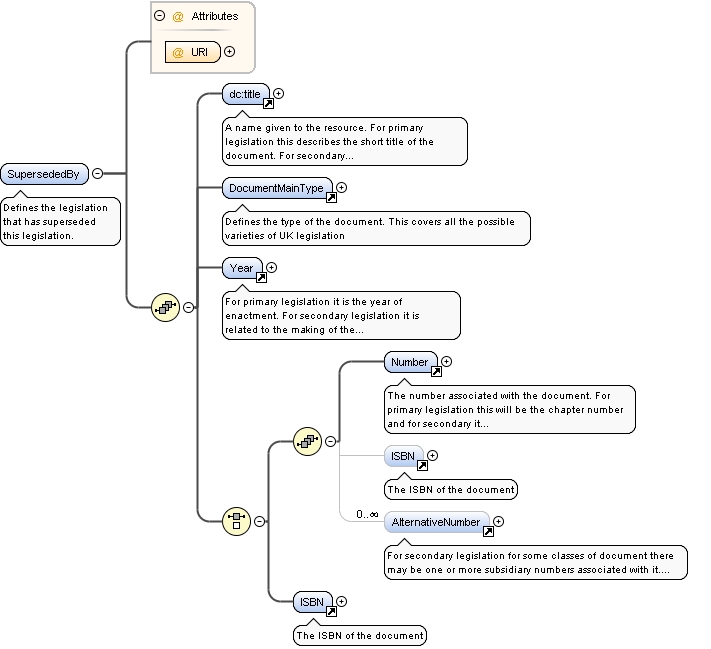 Attributes
@ URI
dc:title
A name given to the resource. For primary
legislation this describes the short title of the
document. For secondary...
SupersededBy
Defines the legislation
that has superseded
this legislation.
DocumentMainType
Defines the type of the document. This covers all the possible
varieties of UK legislation
Year
For primary legislation it is the year of
enactment. For secondary legislation it is
related to the making of the...
Number
The number associated with the document. For
primary legislation this will be the chapter number
and for secondary it...
ISBN
The ISBN of the document
0..∞
AlternativeNumber
For secondary legislation for some classes of document there
may be one or more subsidiary numbers associated with it....
ISBN
The ISBN of the document